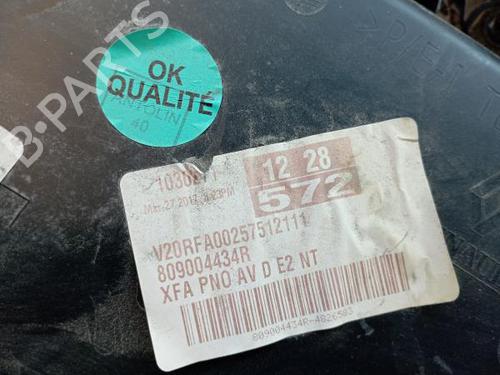 OK
QUALITÉ
ANTOLIN
40
B-PARTS
12 28
572
V20RFA00257512111
809004434R
XFA PNO AV D E2 NT
809004434R-4826583